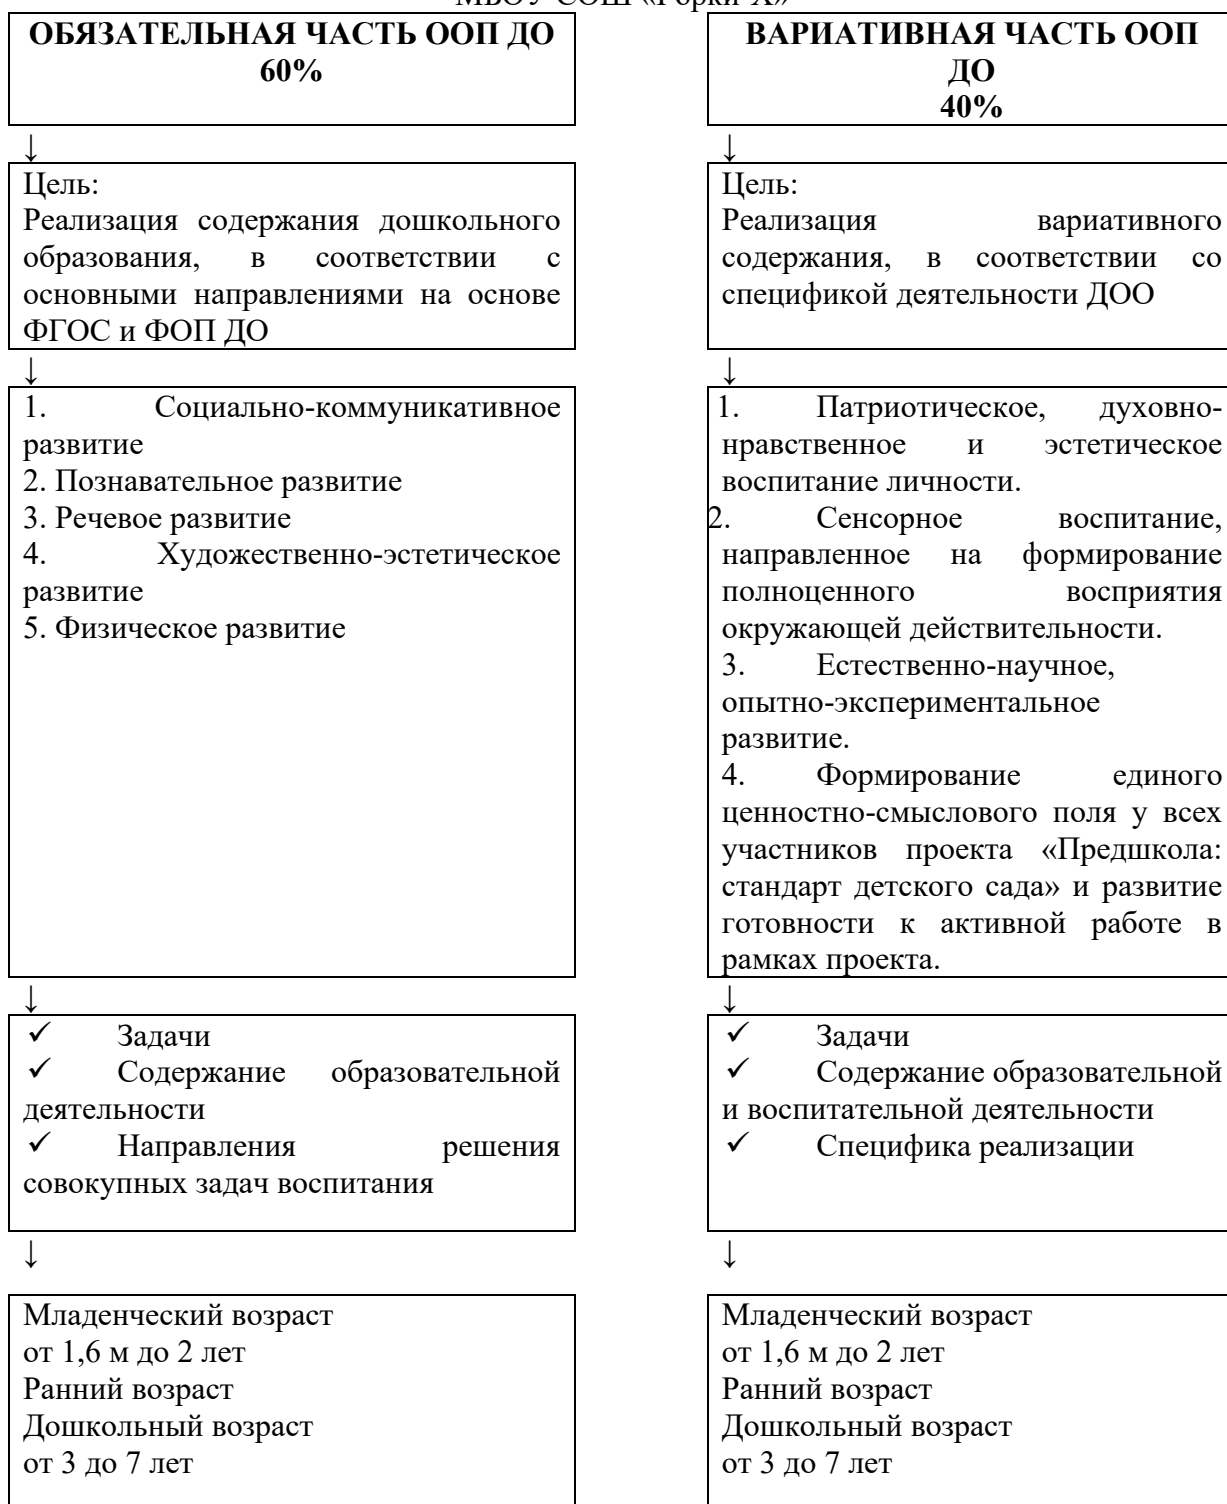 МБОУ СОШ «Горки-Х»
ОБЯЗАТЕЛЬНАЯ ЧАСТЬ ООП ДО
60%
↓
Цель:
Реализация содержания дошкольного
образования, в соответствии с
основными направлениями на основе
ФГОС и ФОП ДО
↓
1. Социально-коммуникативное
развитие
2. Познавательное развитие
3. Речевое развитие
4. Художественно-эстетическое
развитие
5. Физическое развитие
↓
✓ Задачи
✓ Содержание образовательной
деятельности
✓ Направления решения
совокупных задач воспитания
↓
Младенческий возраст
от 1,6 м до 2 лет
Ранний возраст
Дошкольный возраст
от 3 до 7 лет
ВАРИАТИВНАЯ ЧАСТЬ ООП
ДО
40%
↓
Цель:
Реализация вариативного
содержания, в соответствии со
спецификой деятельности ДОО
↓
1. Патриотическое, духовно-
нравственное и эстетическое
воспитание личности.
2. Сенсорное воспитание,
направленное на формирование
полноценного восприятия
окружающей действительности.
3. Естественно-научное,
опытно-экспериментальное
развитие.
4. Формирование единого
ценностно-смыслового поля у всех
участников проекта «Предшкола:
стандарт детского сада» и развитие
готовности к активной работе в
рамках проекта.
↓
✓ Задачи
✓ Содержание образовательной
и воспитательной деятельности
✓ Специфика реализации
↓
Младенческий возраст
от 1,6 м до 2 лет
Ранний возраст
Дошкольный возраст
от 3 до 7 лет